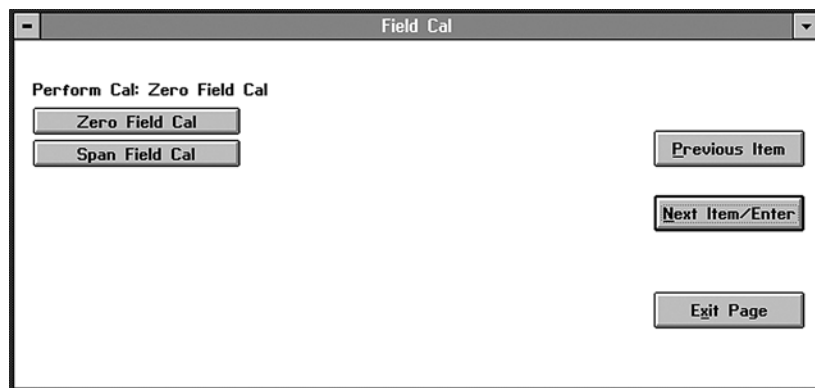 Field Cal
Perform Cal: Zero Field Cal
Zero Field Cal
Span Field Cal
Previous Item
Next Item/Enter
Exit Page